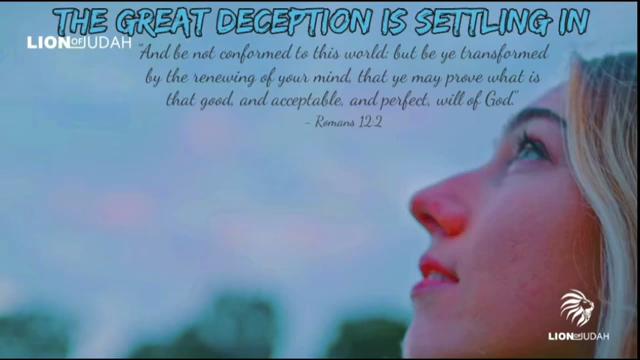 THE GREAT DECEPTION IS SETTLING IN
LION OF JUDAH
"And be not conformed to this world: but be ye transformed
by the renewing of your mind, that ye may prove what is
that good, and acceptable, and perfect, will of God."
- Romans 12:2
LION OF JUDAH